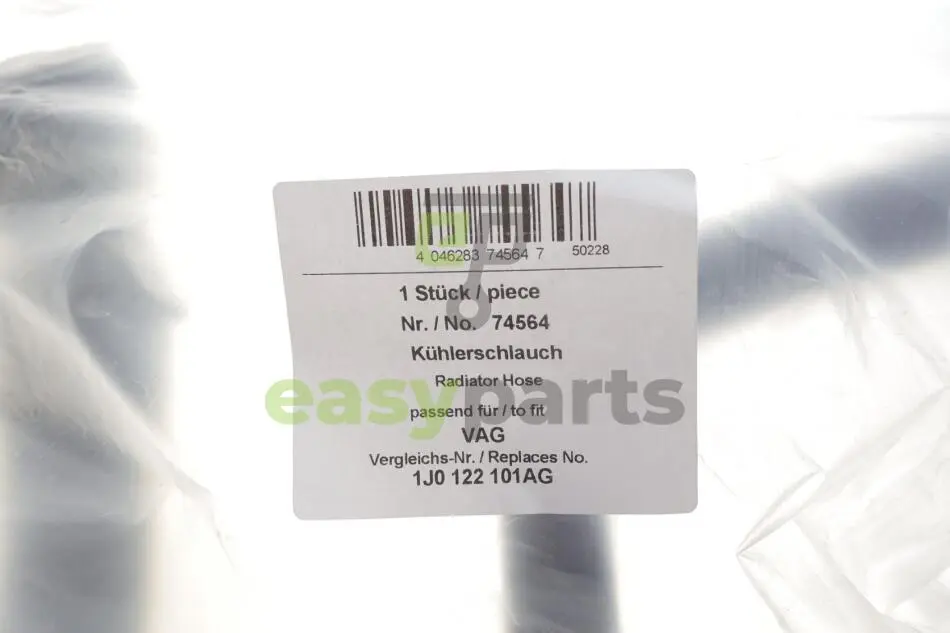 4 046283 74564 7 50228
1 Stück / piece
Nr. / No. 74564
Kühlerschlauch
Radiator Hose
easyparts
passend für / to fit
VAG
Vergleichs-Nr. / Replaces No.
1J0 122 101AG